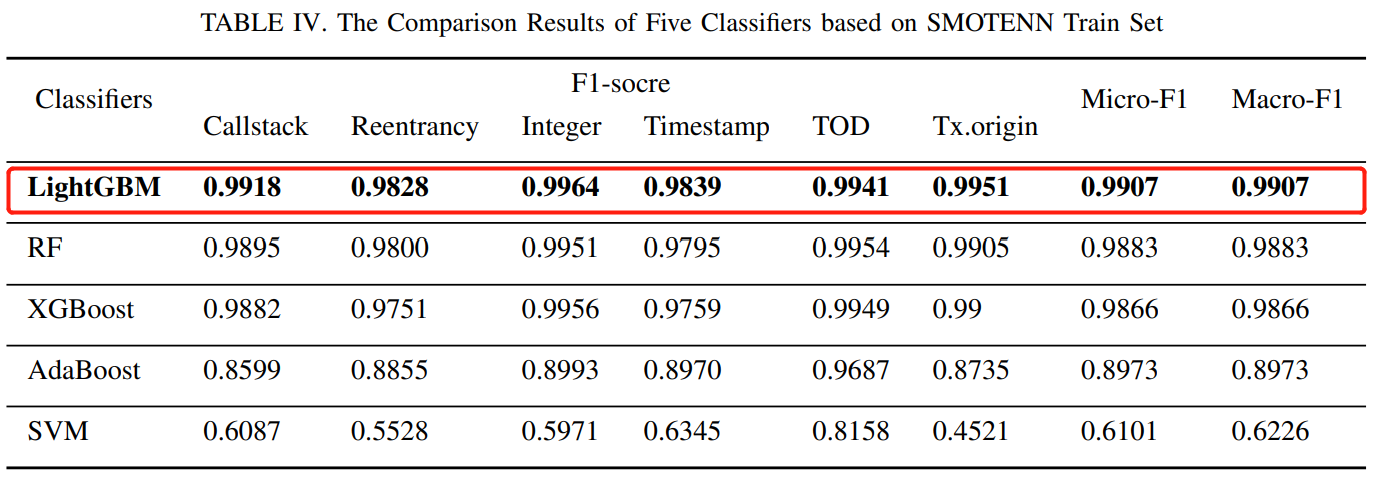 TABLE IV. The Comparison Results of Five Classifiers based on SMOTENN Train Set
Classifiers F1-socre Micro-F1 Macro-F1
Callstack Reentrancy Integer Timestamp TOD Tx.origin
LightGBM 0.9918 0.9828 0.9964 0.9839 0.9941 0.9951 0.9907 0.9907
RF 0.9895 0.9800 0.9951 0.9795 0.9954 0.9905 0.9883 0.9883
XGBoost 0.9882 0.9751 0.9956 0.9759 0.9949 0.99 0.9866 0.9866
AdaBoost 0.8599 0.8855 0.8993 0.8970 0.9687 0.8735 0.8973 0.8973
SVM 0.6087 0.5528 0.5971 0.6345 0.8158 0.4521 0.6101 0.6226